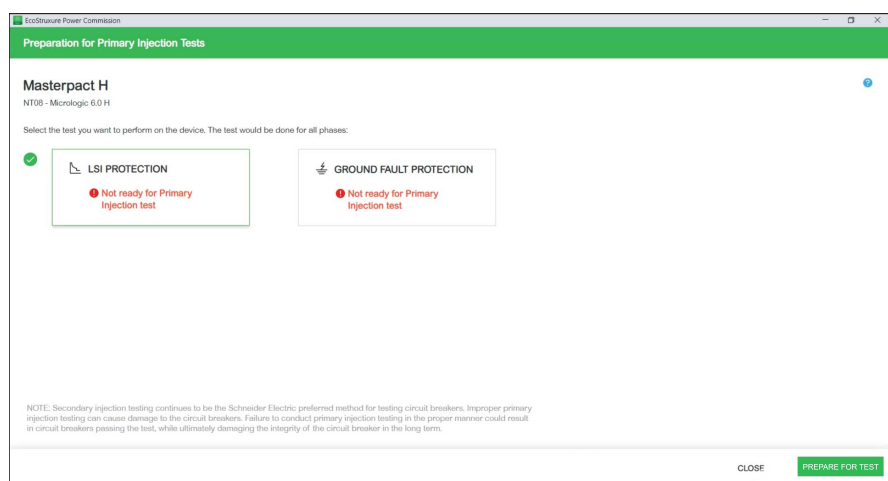 EcoStruxure Power Commission
Preparation for Primary Injection Tests
Masterpact H
NT08 - Micrologic 6.0 H
Select the test you want to perform on the device. The test would be done for all phases:
LSI PROTECTION
Not ready for Primary
Injection test
GROUND FAULT PROTECTION
Not ready for Primary
Injection test
NOTE: Secondary injection testing continues to be the Schneider Electric preferred method for testing circuit breakers. Improper primary
injection testing can cause damage to the circuit breakers. Failure to conduct primary injection testing in the proper manner could result
in circuit breakers passing the test, while ultimately damaging the integrity of the circuit breaker in the long term.
CLOSE
PREPARE FOR TEST